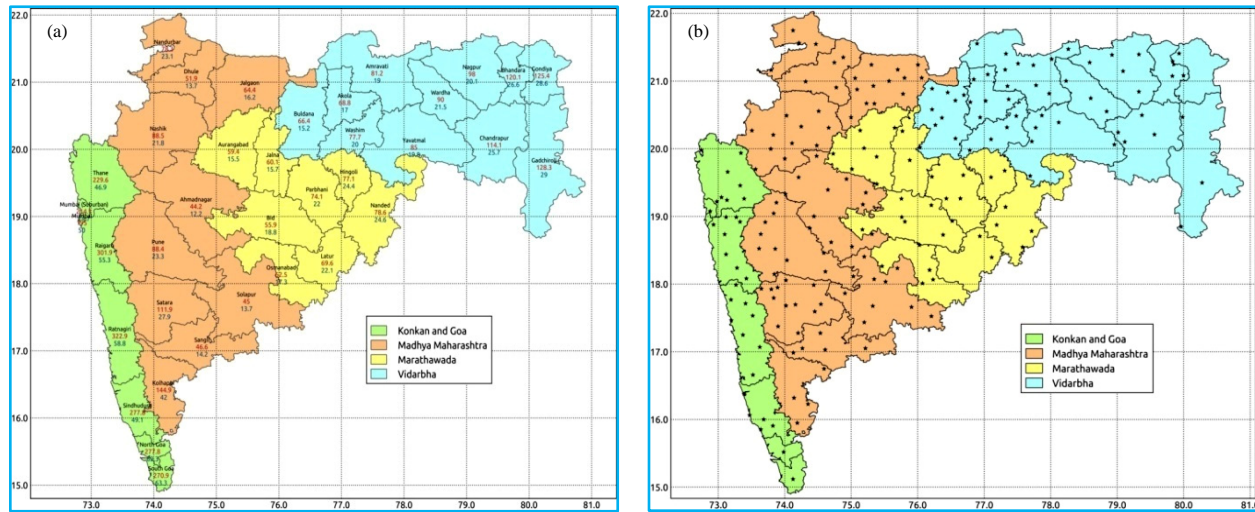 (a)
22.0
21.0
20.0
19.0
18.0
17.0
16.0
15.0
73.0
74.0
75.0
76.0
77.0
78.0
79.0
80.0
81.0
Nandurbar
23.1
Dhule
51.9
13.7
Jalgaon
64.4
16.2
Nashik
88.5
21.8
Ahmadnagar
44.2
12.2
Pune
88.4
23.3
Satara
111.9
27.9
Solapur
45
13.7
Sangli
46.6
14.2
Kolhapur
144.9
42
Thane
229.6
46.9
Mumbai (Suburban)
50
Raigarh
301.9
55.3
Ratnagiri
322.9
58.8
Sindhudurg
49.1
North Goa
277.8
South Goa
270.9
63.3
Aurangabad
59.4
15.5
Jalna
60.1
15.7
Parbhani
74.1
22
Hingoli
77.1
24.4
Nanded
78.6
24.6
Bid
55.9
18.8
Latur
69.6
22.1
Osmanabad
Buldana
66.4
15.2
Akola
68.8
17
Washim
77.7
20
Amravati
81.2
19
Yavatmal
85
Wardha
90
21.5
Nagpur
98
20.1
Bhandara
120.1
26.6
Gondiya
125.4
28.6
Chandrapur
114.1
25.7
Gadchiroli
128.3
29
Konkan and Goa
Madhya Maharashtra
Marathawada
Vidarbha
(b)
22.0
21.0
20.0
19.0
18.0
17.0
16.0
15.0
73.0
74.0
75.0
76.0
77.0
78.0
79.0
80.0
81.0
Konkan and Goa
Madhya Maharashtra
Marathawada
Vidarbha